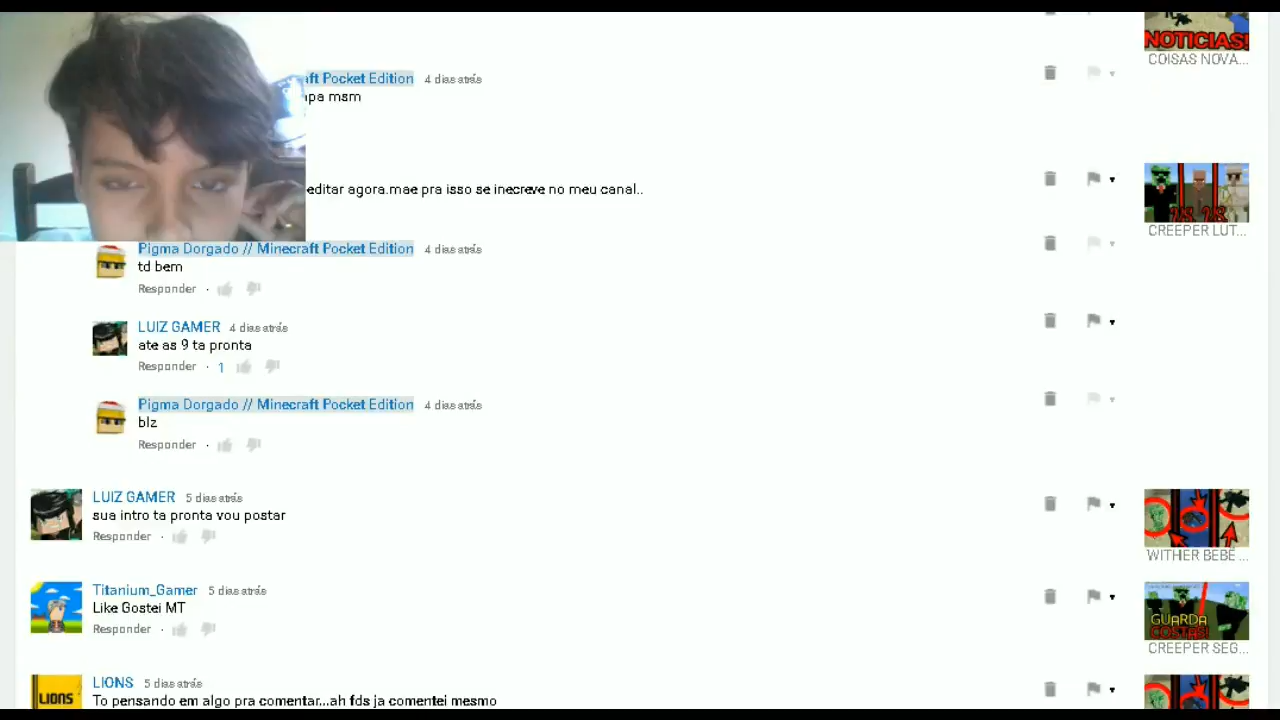 NOTICIAS!
COISAS NOVA...
aft Pocket Edition 4 dias atrás
pa msm
editar agora.mae pra isso se inecreve no meu canal..
CREEPER LUT...
Pigma Dorgado // Minecraft Pocket Edition 4 dias atrás
td bem
Responder ·
LUIZ GAMER 4 dias atrás
ate as 9 ta pronta
Responder · 1
Pigma Dorgado // Minecraft Pocket Edition 4 dias atrás
blz
Responder ·
LUIZ GAMER 5 dias atrás
sua intro ta pronta vou postar
Responder ·
WITHER BEBÊ ...
Titanium_Gamer 5 dias atrás
Like Gostei MT
Responder ·
GUARDA
COSTAS!
CREEPER SEG...
LIONS
LIONS 5 dias atrás
To pensando em algo pra comentar...ah fds ja comentei mesmo